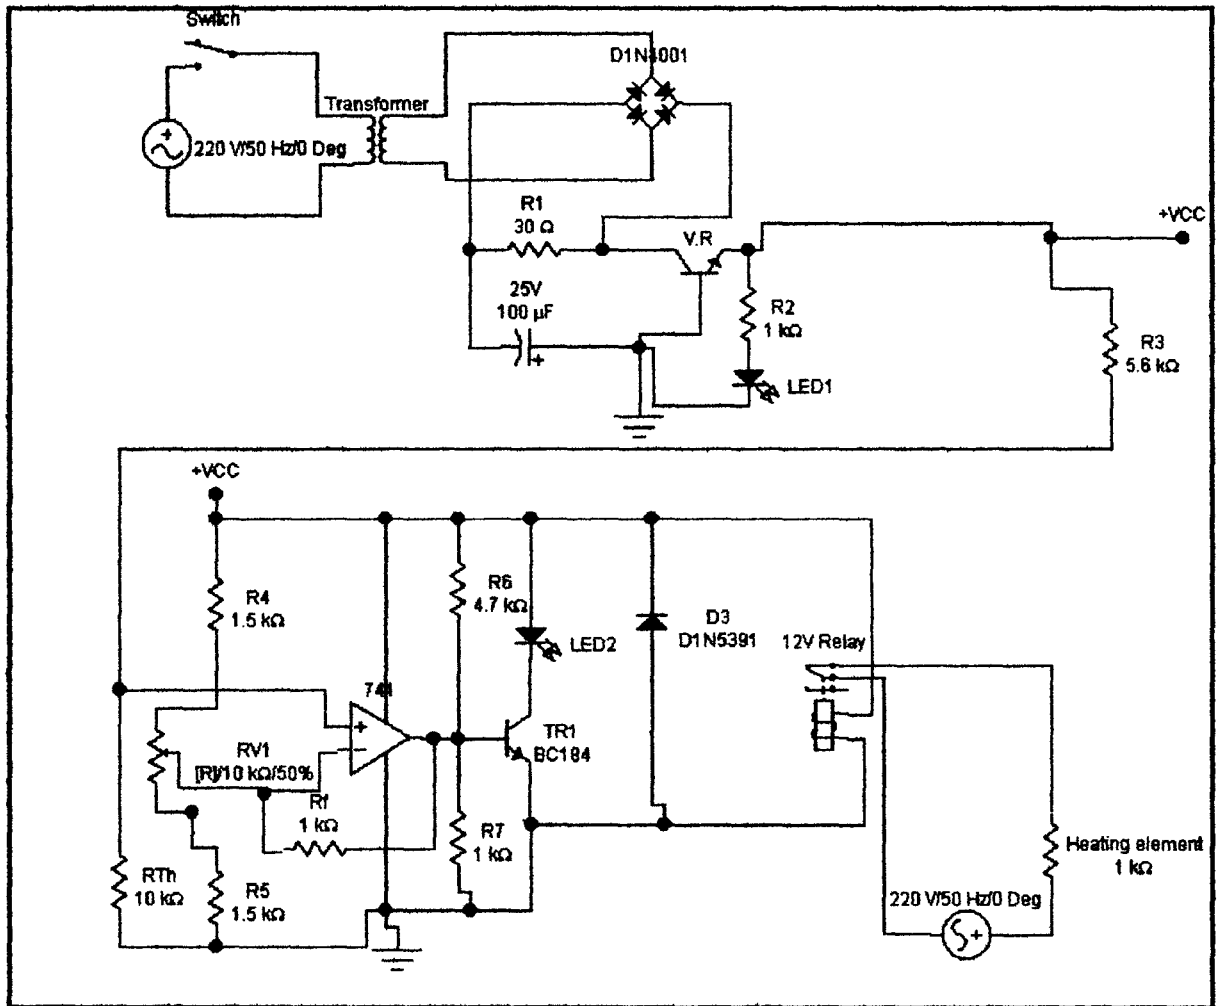 Switch
D1N4001
Transformer
220 V/50 Hz/0 Deg
R1
30 Ω
V.R
+VCC
25V
100 µF
R2
1 kΩ
R3
5.6 kΩ
LED1
+VCC
R4
1.5 kΩ
R6
4.7 kΩ
LED2
D3
D1N5391
12V Relay
741
RV1
[R]/10 kΩ/50%
TR1
BC184
Rf
1 kΩ
R7
1 kΩ
Heating element
1 kΩ
RTh
10 kΩ
R5
1.5 kΩ
220 V/50 Hz/0 Deg